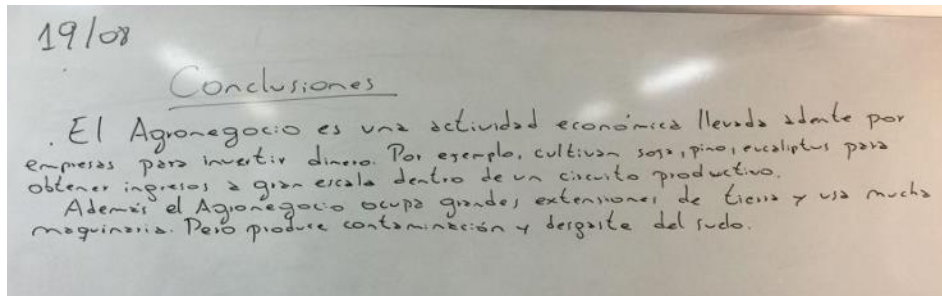 19/08
Conclusiones
. El Agronegocio es una actividad económica llevada adente por
empresas para invertir dinero. Por egemplo, cultivan soja, pino, eucaliptus para
obtener ingresos a gran escala dentro de un circuito productivo.
Además el Agronegocio ocupa grandes extensiones de tierra y usa mucha
maquinaria. Pero produce contaminación y desgaste del suelo.